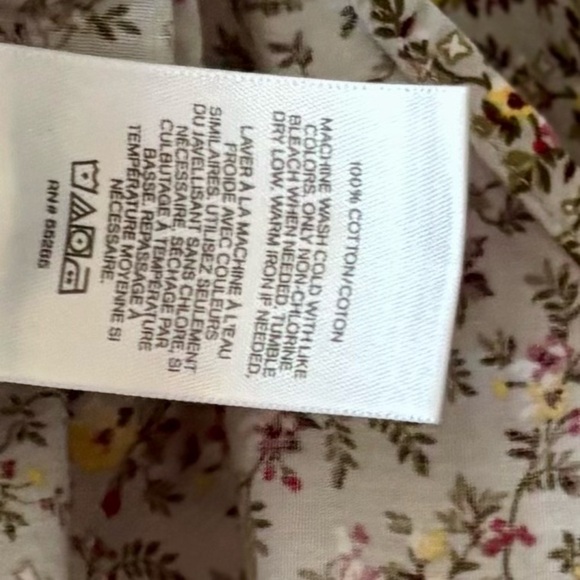 100% COTTON/COTON
MACHINE WASH COLD WITH LIKE
COLORS. ONLY NON-CHLORINE
BLEACH WHEN NEEDED. TUMBLE
DRY LOW. WARM IRON IF NEEDED.
LAVER À LA MACHINE À L'EAU
FROIDE AVEC COULEURS
SIMILAIRES. UTILISEZ SEULEMENT
DU JAVELLISANT SANS CHLORE, SI
NÉCESSAIRE. SÉCHAGE PAR
CULBUTAGE À TEMPÉRATURE
BASSE. REPASSAGE À
TEMPÉRATURE MOYENNE SI
NÉCESSAIRE.
RN# 55285